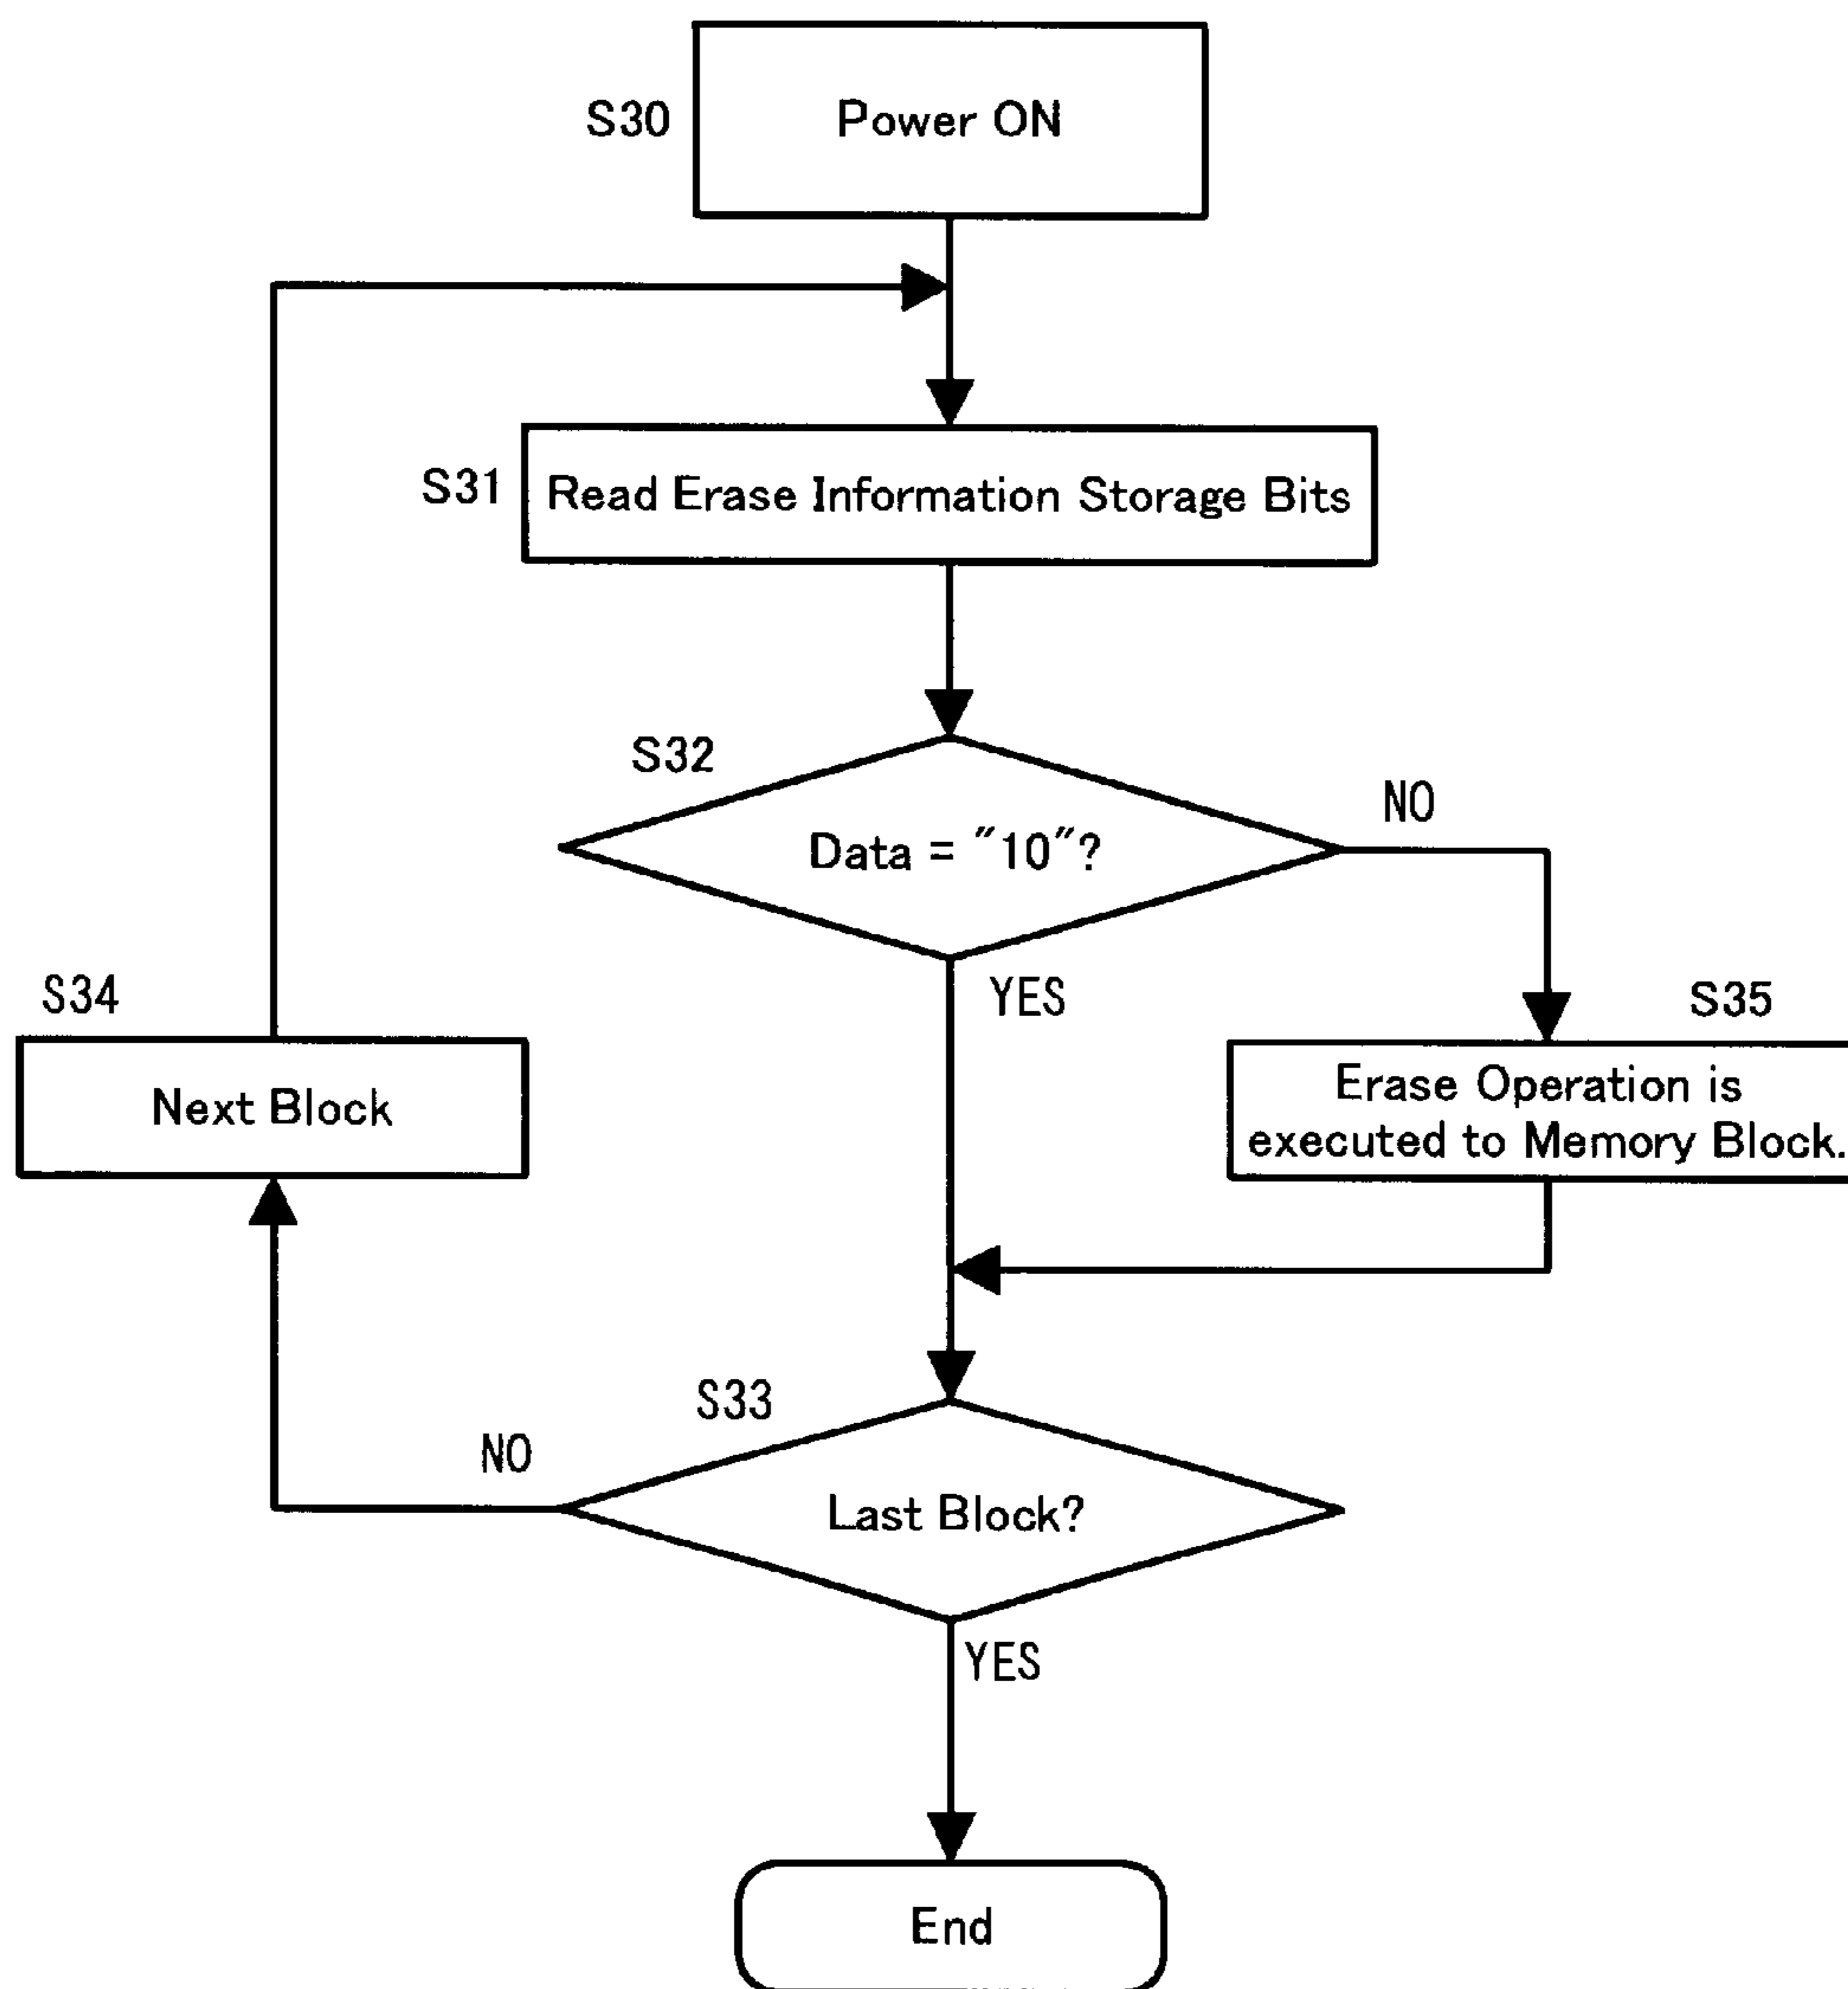 S30
Power ON
S31
Read Erase Information Storage Bits
S32
Data = "10"?
NO
YES
S34
Next Block
S35
Erase Operation is
executed to Memory Block.
S33
NO
Last Block?
YES
End